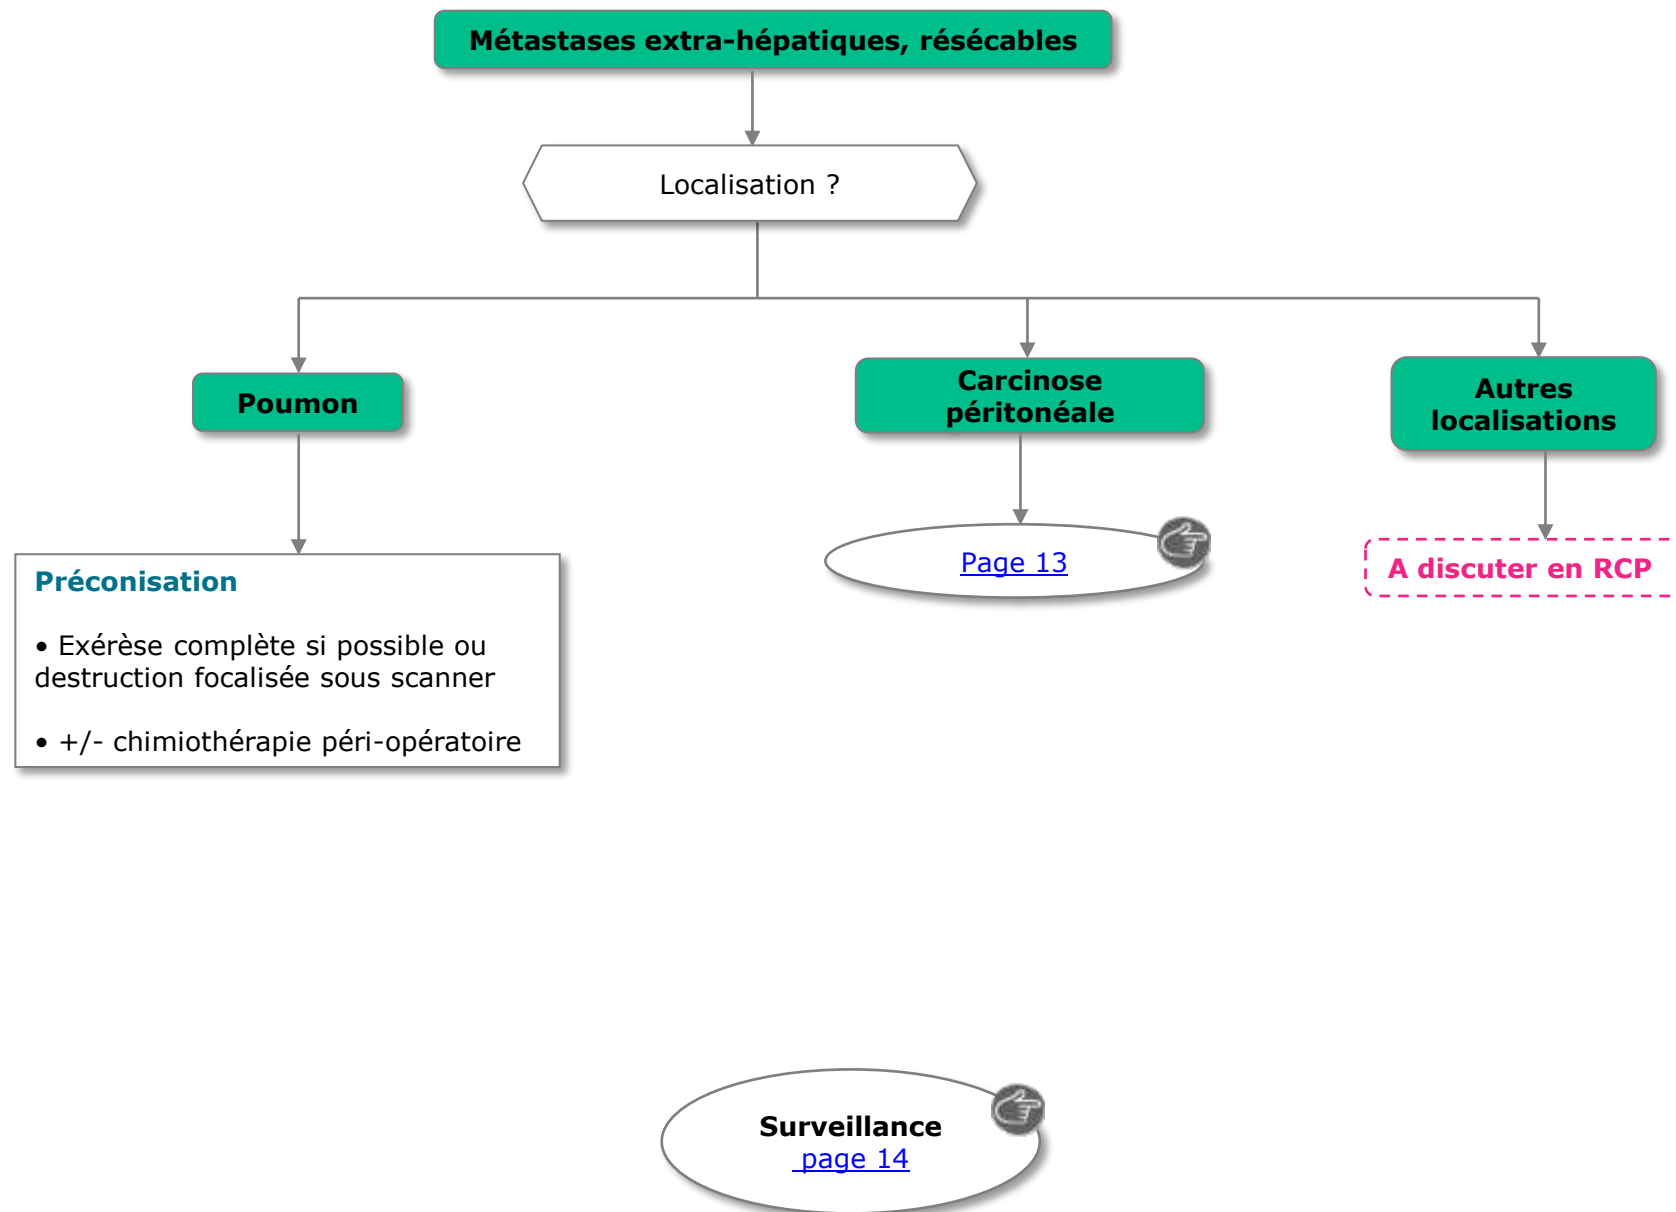 Métastases extra-hépatiques, résécables
Localisation ?
Poumon
Carcinose
péritonéale
Autres
localisations
Préconisation
• Exérèse complète si possible ou
destruction focalisée sous scanner
• +/- chimiothérapie péri-opératoire
Page 13
A discuter en RCP
Surveillance
page 14